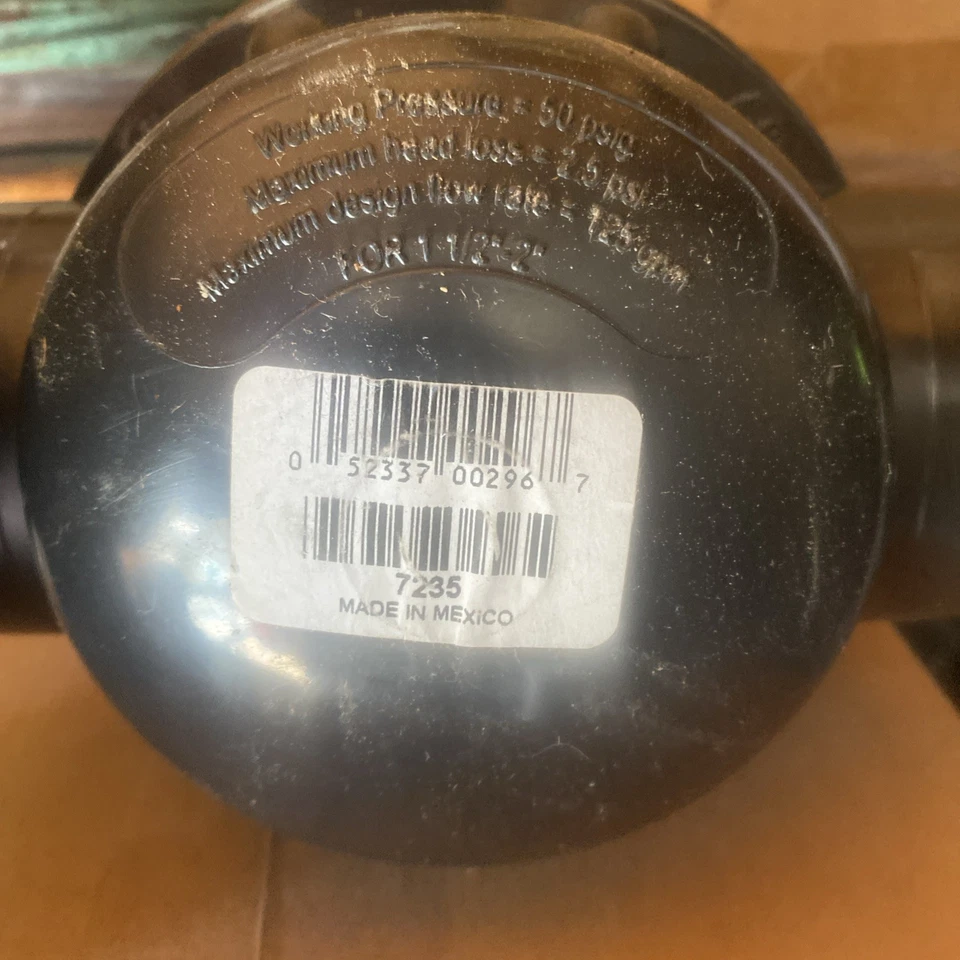 Working Pressure = 50 psig
Maximum head loss = 2.5 psi
Maximum design flow rate = 125 gpm
FOR 1 1/2"-2"
0 52337 00296 7
7235
MADE IN MEXiCO